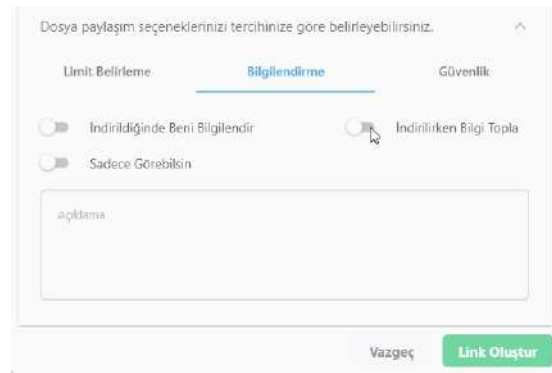 Dosya paylaşım seçeneklerinizi tercihinize göre belirleyebilirsiniz.
Limit Belirleme Bilgilendirme Güvenlik
İndirildiğinde Beni Bilgilendir İndirilirken Bilgi Topla
Sadece Görebilsin
Açıklama
Vazgeç Link Oluştur